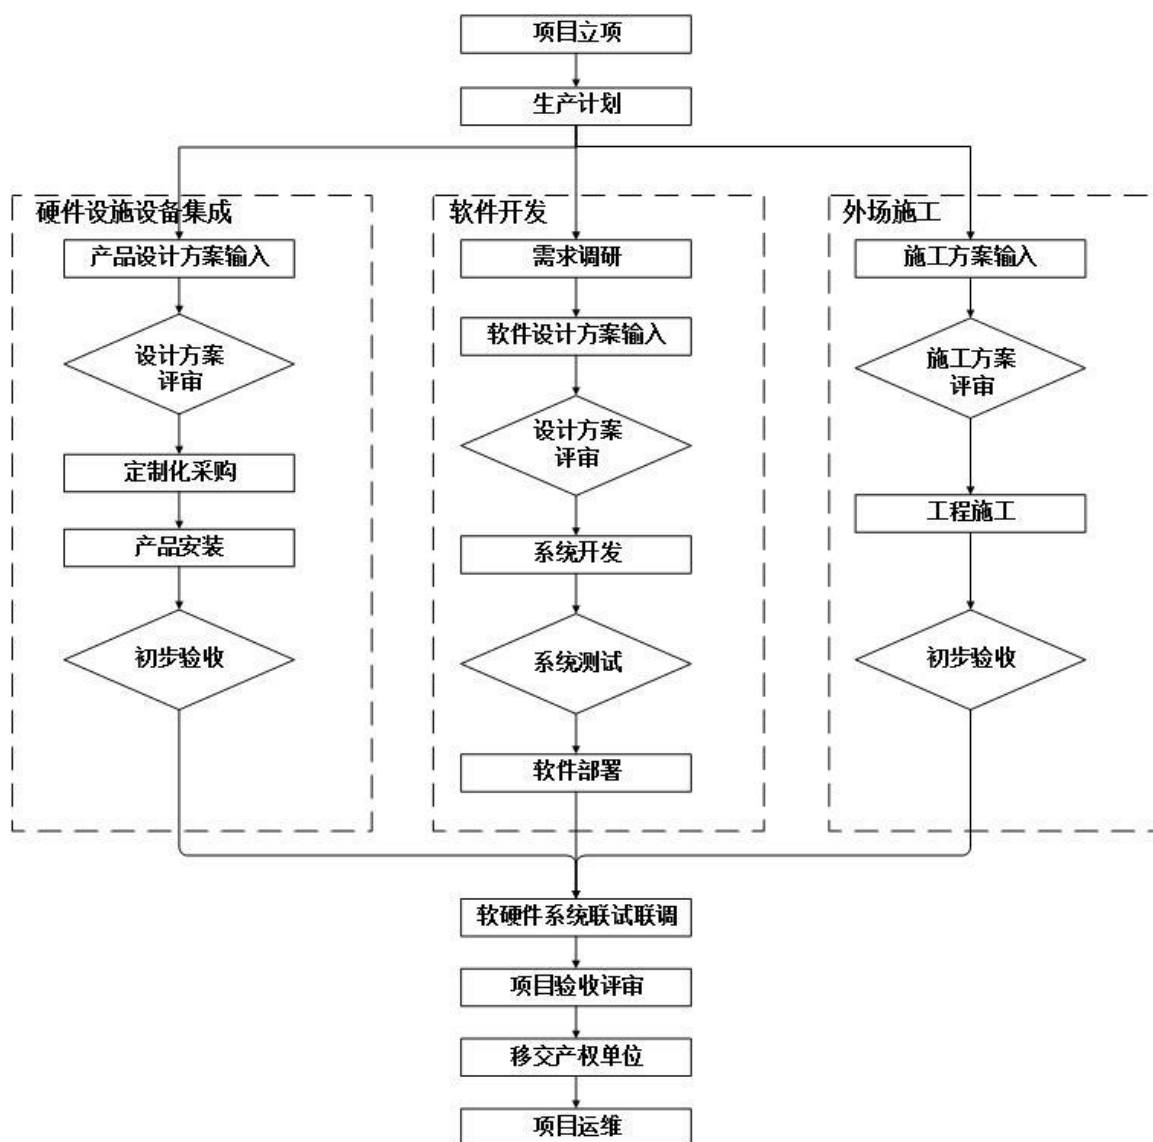 项目立项
生产计划
硬件设施设备集成
产品设计方案输入
设计方案
评审
定制化采购
产品安装
初步验收
软件开发
需求调研
软件设计方案输入
设计方案
评审
系统开发
系统测试
软件部署
外场施工
施工方案输入
施工方案
评审
工程施工
初步验收
软硬件系统联试联调
项目验收评审
移交产权单位
项目运维